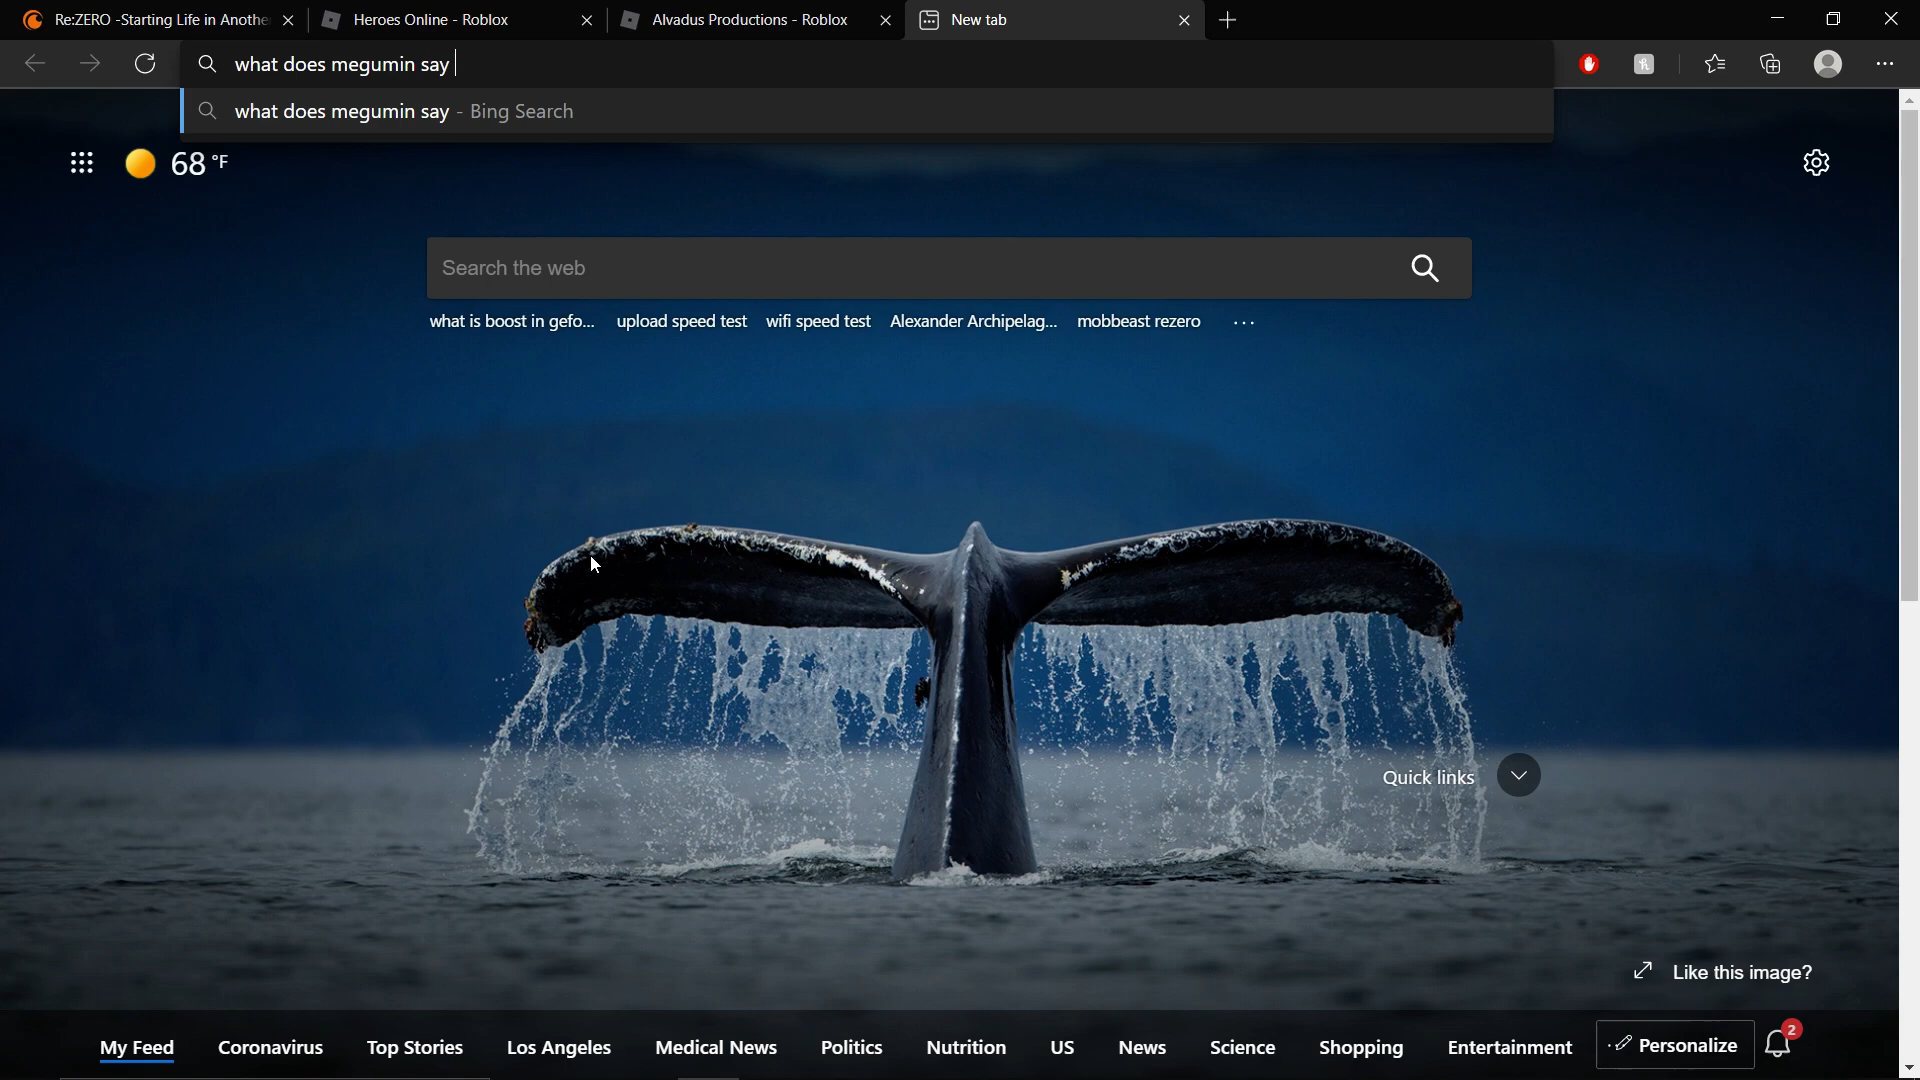 Re:ZERO -Starting Life in Anothe
Heroes Online - Roblox
Alvadus Productions - Roblox
New tab
what does megumin say
what does megumin say - Bing Search
68 °F
Search the web
what is boost in gefo... upload speed test wifi speed test Alexander Archipelag... mobbeast rezero ...
Quick links
Like this image?
My Feed Coronavirus Top Stories Los Angeles Medical News Politics Nutrition US News Science Shopping Entertainment Personalize 2